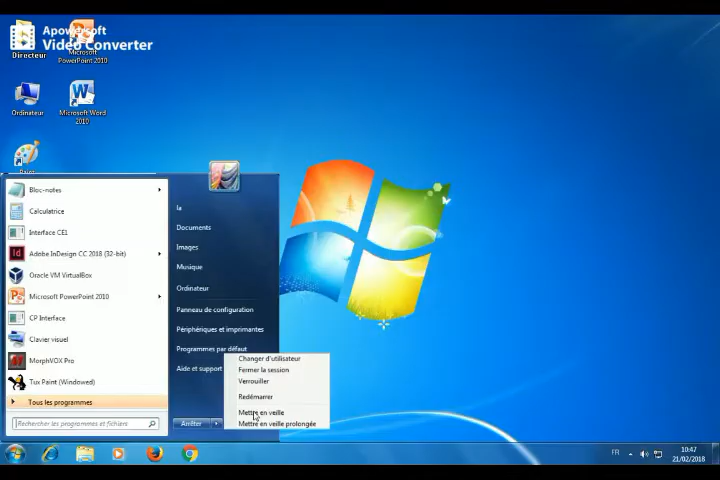 Apowersoft
Video Converter
Directeur
Microsoft
PowerPoint 2010
Ordinateur
Microsoft Word
2010
Paint
Bloc-notes
Calculatrice
Interface CEL
Adobe InDesign CC 2018 (32-bit)
Oracle VM VirtualBox
Microsoft PowerPoint 2010
CP Interface
Clavier visuel
MorphVOX Pro
Tux Paint (Windowed)
Tous les programmes
Rechercher les programmes et fichiers
la
Documents
Images
Musique
Ordinateur
Panneau de configuration
Périphériques et imprimantes
Programmes par défaut
Aide et support
Arrêter
Changer d'utilisateur
Fermer la session
Verrouiller
Redémarrer
Mettre en veille
Mettre en veille prolongée
FR
10:47
21/02/2018